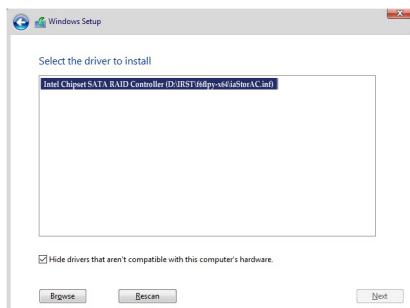 Windows Setup
Select the driver to install
Intel Chipset SATA RAID Controller (D:\IRST\f6flpy-x64\iaStorAC.inf)
Hide drivers that aren't compatible with this computer's hardware.
Browse
Rescan
Next